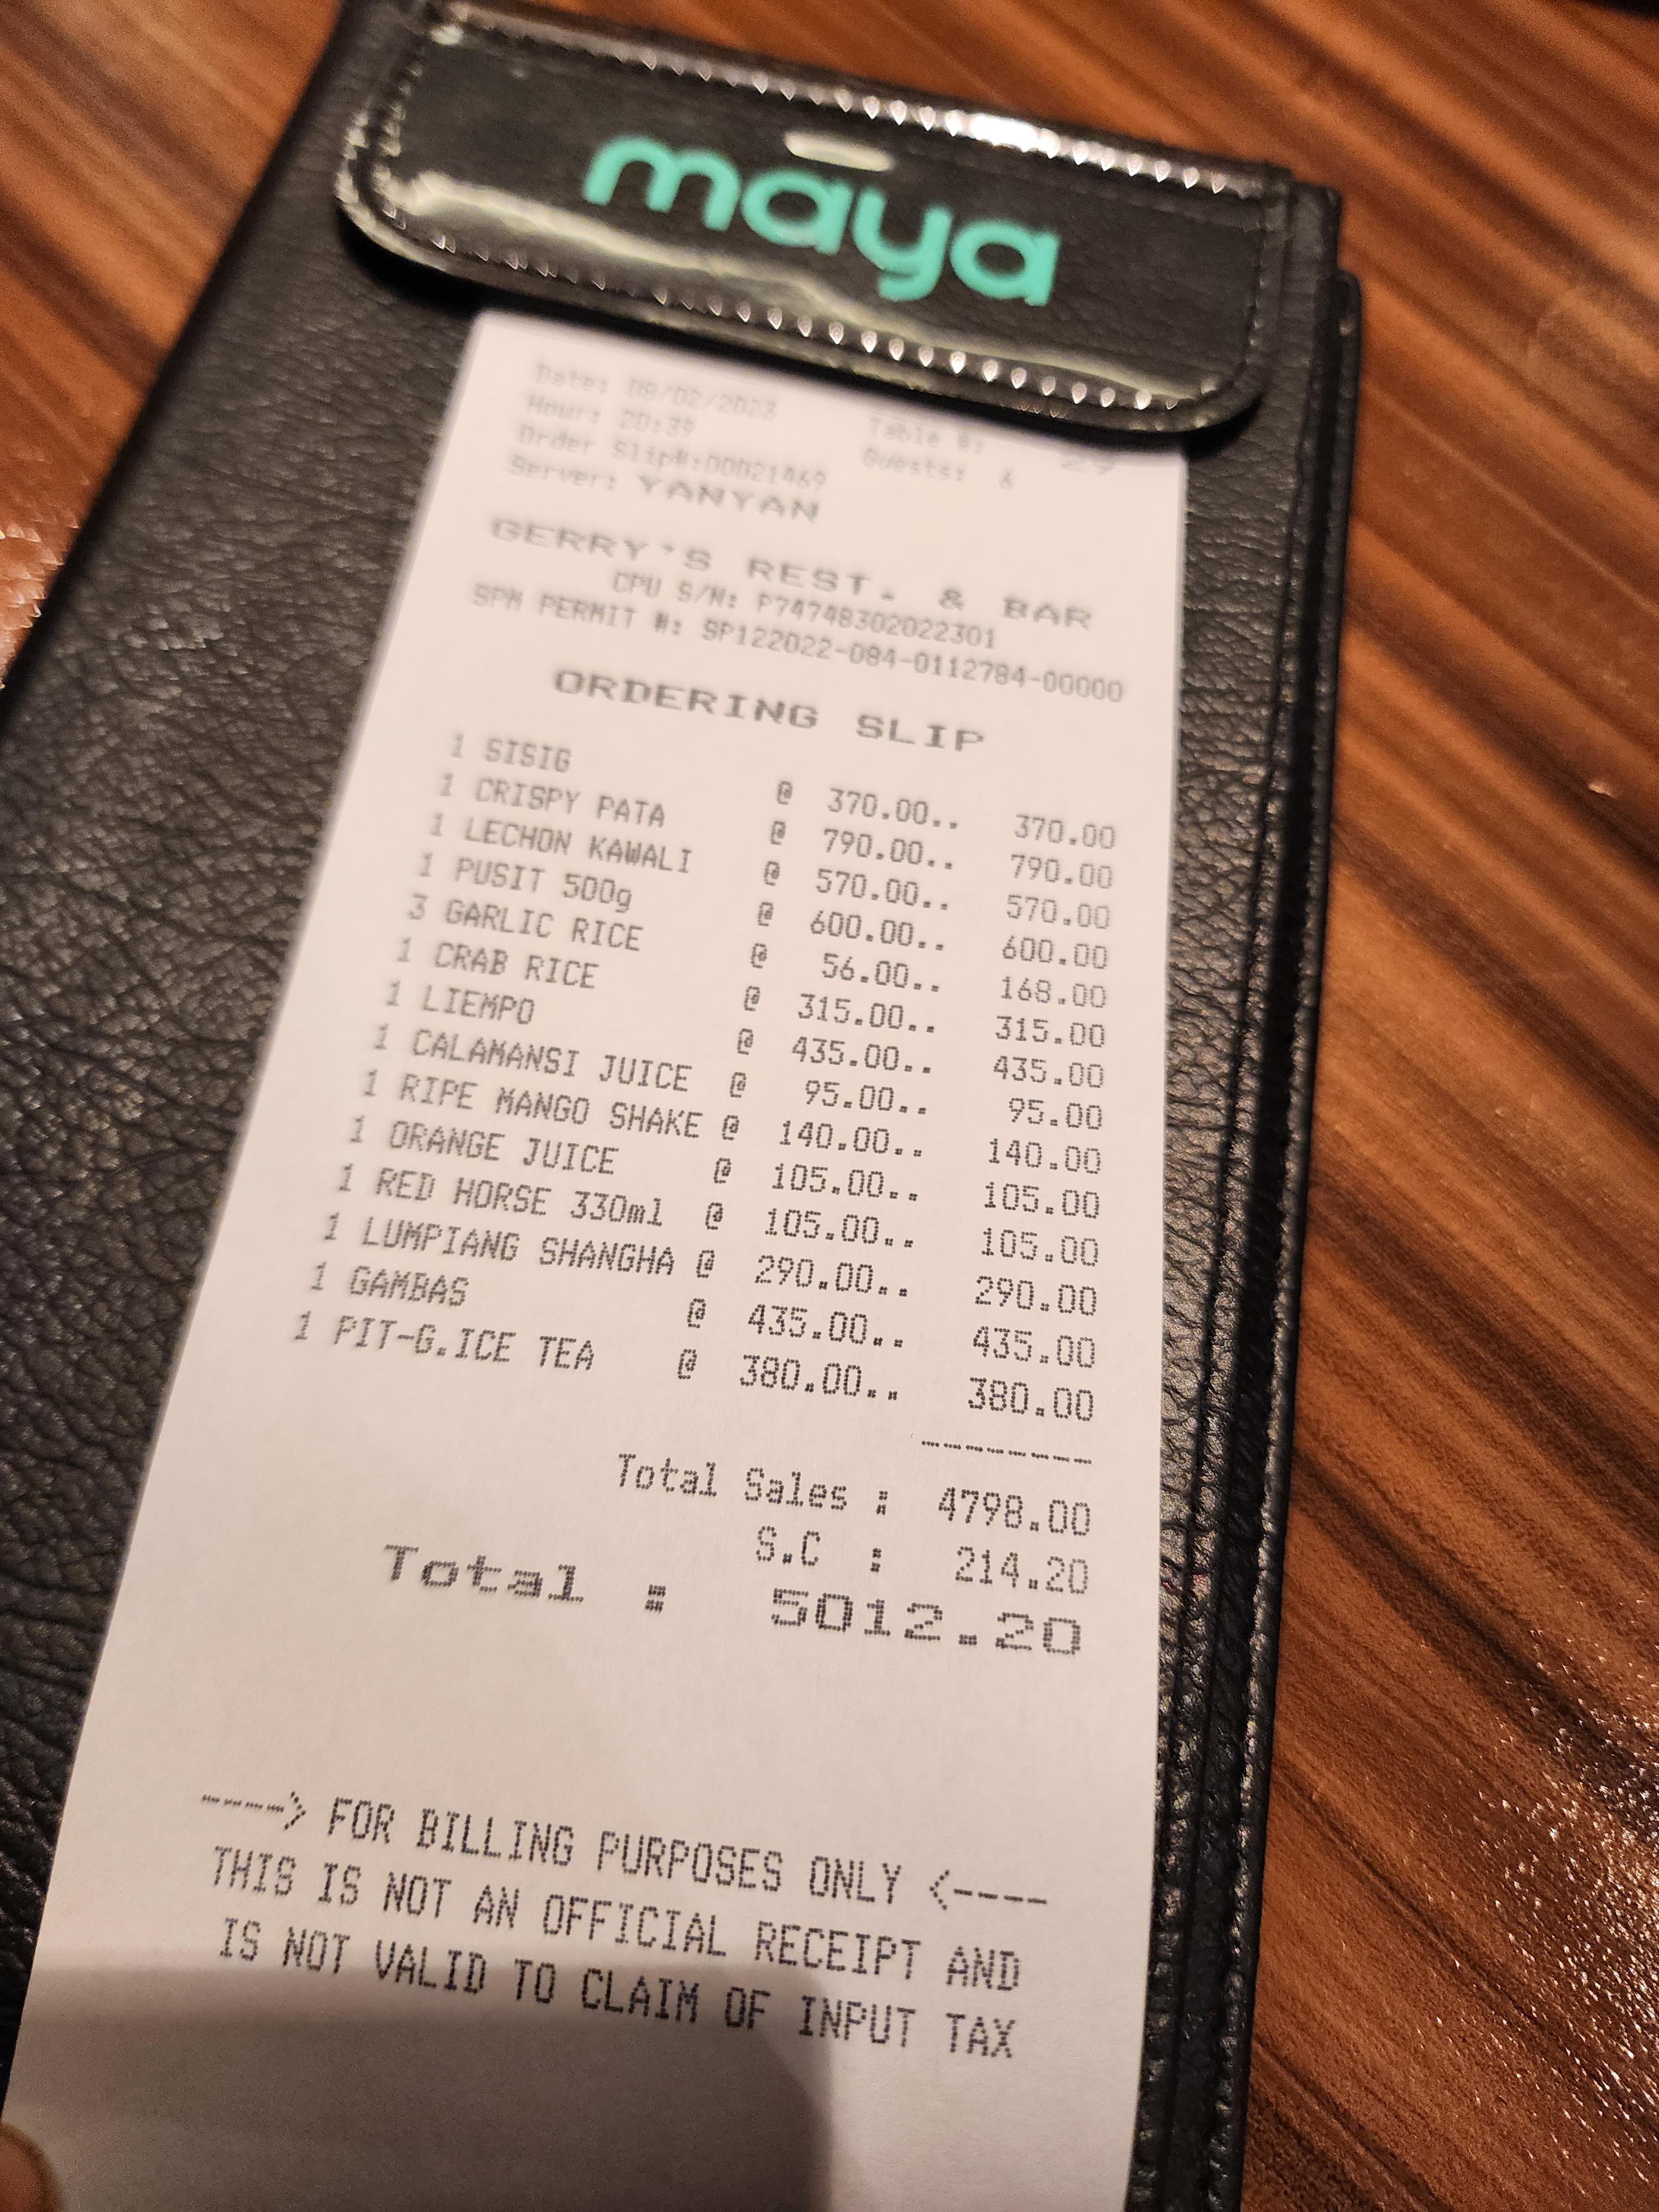 maya
Date: 08/02/2023 Table #: 29
Hour: 20:39 Guests: 6
Order Slip#:00021469
Server: YANYAN
GERRY'S REST. & BAR
CPU S/N: P74748302022301
SPM PERMIT #: SP122022-084-0112784-00000
ORDERING SLIP
1 SISIG @ 370.00.. 370.00
1 CRISPY PATA @ 790.00.. 790.00
1 LECHON KAWALI @ 570.00.. 570.00
1 PUSIT 500g @ 600.00.. 600.00
3 GARLIC RICE @ 56.00.. 168.00
1 CRAB RICE @ 315.00.. 315.00
1 LIEMPO @ 435.00.. 435.00
1 CALAMANSI JUICE @ 95.00.. 95.00
1 RIPE MANGO SHAKE @ 140.00.. 140.00
1 ORANGE JUICE @ 105.00.. 105.00
1 RED HORSE 330ml @ 105.00.. 105.00
1 LUMPIANG SHANGHA @ 290.00.. 290.00
1 GAMBAS @ 435.00.. 435.00
1 PIT-G.ICE TEA @ 380.00.. 380.00
-------
Total Sales : 4798.00
S.C : 214.20
Total : 5012.20
----> FOR BILLING PURPOSES ONLY <----
THIS IS NOT AN OFFICIAL RECEIPT AND
IS NOT VALID TO CLAIM OF INPUT TAX